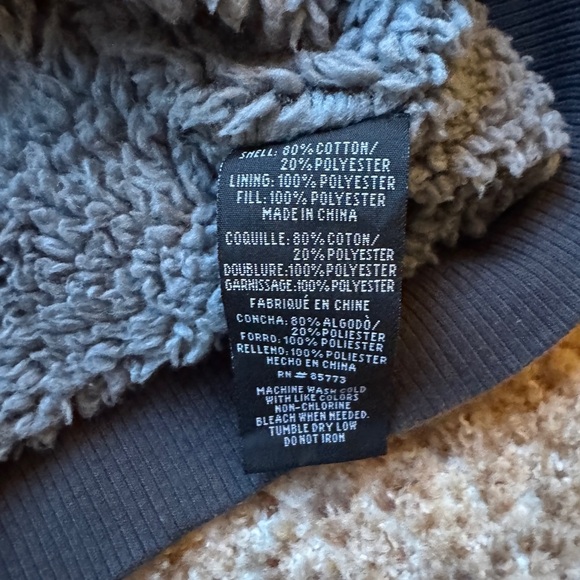 SHELL: 80% COTTON/
20% POLYESTER
LINING: 100% POLYESTER
FILL: 100% POLYESTER
MADE IN CHINA
COQUILLE: 80% COTON/
20% POLYESTER
DOUBLURE:100% POLYESTER
GARNISSAGE:100% POLYESTER
FABRIQUÉ EN CHINE
CONCHA: 80% ALGODÒ/
20% POLIESTER
FORRO: 100% POLIESTER
RELLENO: 100% POLIESTER
HECHO EN CHINA
RN # 85773
MACHINE WASH COLD
WITH LIKE COLORS
NON-CHLORINE
BLEACH WHEN NEEDED.
TUMBLE DRY LOW
DO NOT IRON